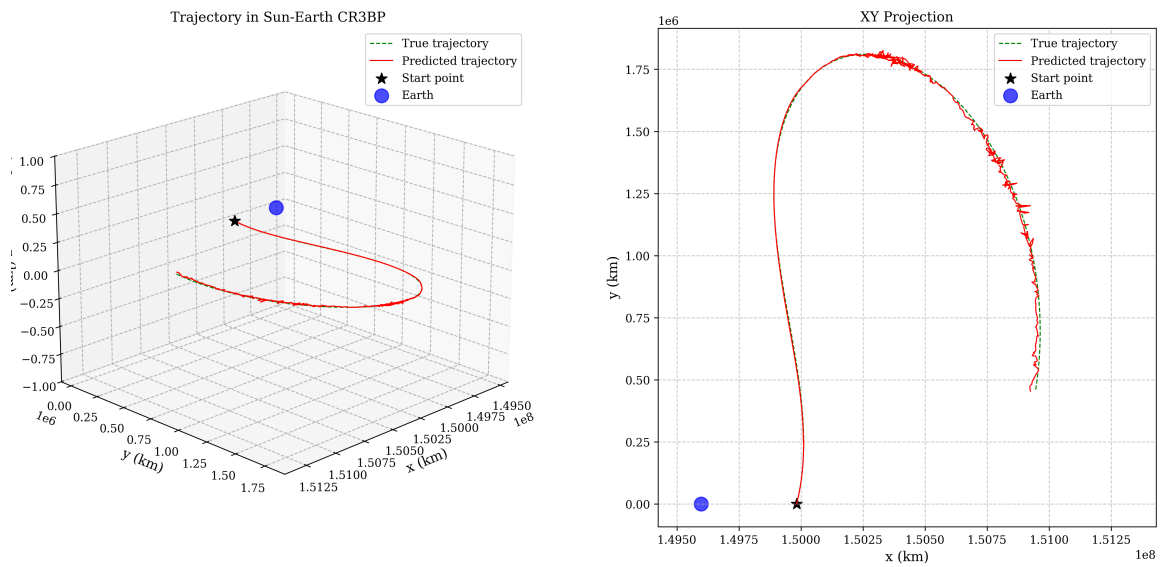 Trajectory in Sun-Earth CR3BP
True trajectory
Predicted trajectory
Start point
Earth
1.00
0.75
0.50
0.25
0.00
−0.25
−0.50
−0.75
−1.00
0.00
0.25
0.50
0.75
1.00
1.25
1.50
1.75
1e6
y (km)
1.5125
1.5100
1.5075
1.5050
1.5025
1.5000
1.4975
1.4950
1e8
x (km)
XY Projection
1e6
True trajectory
Predicted trajectory
Start point
Earth
1.75
1.50
1.25
1.00
0.75
0.50
0.25
0.00
y (km)
1.4950
1.4975
1.5000
1.5025
1.5050
1.5075
1.5100
1.5125
1e8
x (km)